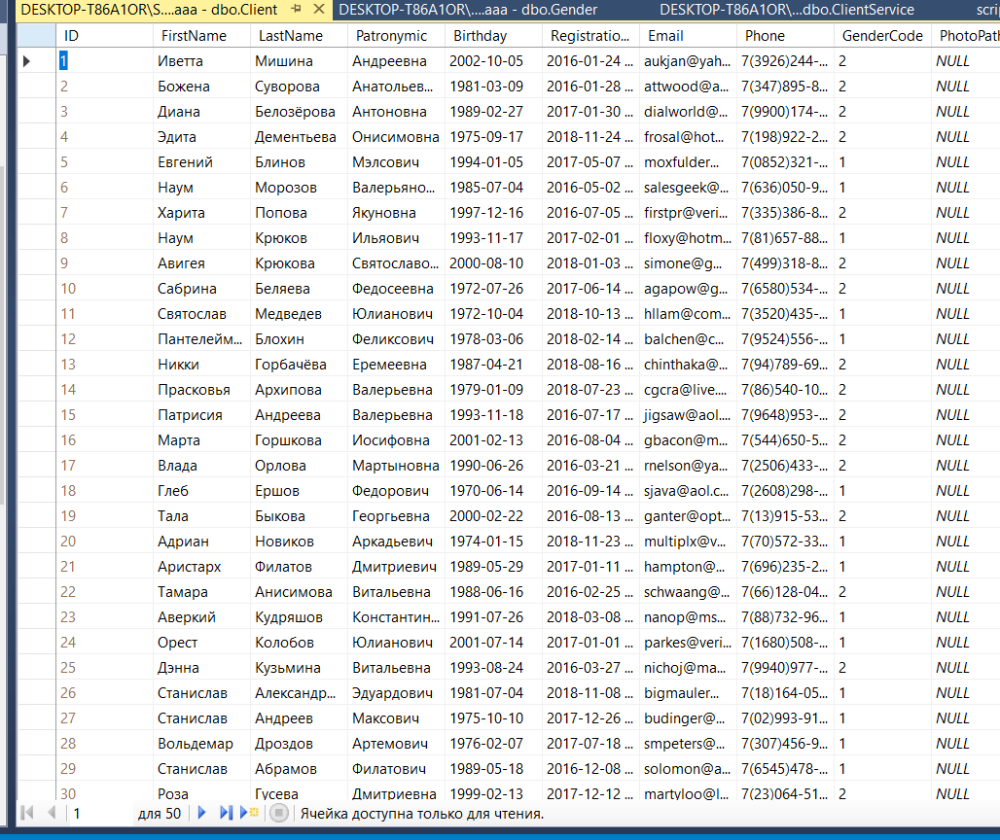 DESKTOP-T86A1OR\S....aaa - dbo.Client DESKTOP-T86A1OR\....aaa - dbo.Gender DESKTOP-T86A1OR\...dbo.ClientService scri
ID FirstName LastName Patronymic Birthday Registratio... Email Phone GenderCode PhotoPath
1 Иветта Мишина Андреевна 2002-10-05 2016-01-24 ... aukjan@yah... 7(3926)244-... 2 NULL
2 Божена Суворова Анатольев... 1981-03-09 2016-01-28 ... attwood@a... 7(347)895-8... 2 NULL
3 Диана Белозёрова Антоновна 1989-02-27 2017-01-30 ... dialworld@... 7(9900)174-... 2 NULL
4 Эдита Дементьева Онисимовна 1975-09-17 2018-11-24 ... frosal@hot... 7(198)922-2... 2 NULL
5 Евгений Блинов Мэлсович 1994-01-05 2017-05-07 ... moxfulder... 7(0852)321-... 1 NULL
6 Наум Морозов Валерьяно... 1985-07-04 2016-05-02 ... salesgeek@... 7(636)050-9... 1 NULL
7 Харита Попова Якуновна 1997-12-16 2016-07-05 ... firstpr@veri... 7(335)386-8... 2 NULL
8 Наум Крюков Ильяович 1993-11-17 2017-02-01 ... floxy@hotm... 7(81)657-88... 1 NULL
9 Авигея Крюкова Святославо... 2000-08-10 2018-01-03 ... simone@g... 7(499)318-8... 2 NULL
10 Сабрина Беляева Федосеевна 1972-07-26 2017-06-14 ... agapow@g... 7(6580)534-... 2 NULL
11 Святослав Медведев Юлианович 1972-10-04 2018-10-13 ... hllam@com... 7(3520)435-... 1 NULL
12 Пантелейм... Блохин Феликсович 1978-03-06 2018-02-14 ... balchen@c... 7(9524)556-... 1 NULL
13 Никки Горбачёва Еремеевна 1987-04-21 2018-08-16 ... chinthaka@... 7(94)789-69... 2 NULL
14 Прасковья Архипова Валерьевна 1979-01-09 2018-07-23 ... cgcra@live.... 7(86)540-10... 2 NULL
15 Патрисия Андреева Валерьевна 1993-11-18 2016-07-17 ... jigsaw@aol.... 7(9648)953-... 2 NULL
16 Марта Горшкова Иосифовна 2001-02-13 2016-08-04 ... gbacon@m... 7(544)650-5... 2 NULL
17 Влада Орлова Мартыновна 1990-06-26 2016-03-21 ... rnelson@ya... 7(2506)433-... 2 NULL
18 Глеб Ершов Федорович 1970-06-14 2016-09-14 ... sjava@aol.c... 7(2608)298-... 1 NULL
19 Тала Быкова Георгьевна 2000-02-22 2016-08-13 ... ganter@opt... 7(13)915-53... 2 NULL
20 Адриан Новиков Аркадьевич 1974-01-15 2018-11-23 ... multiplx@v... 7(70)572-33... 1 NULL
21 Аристарх Филатов Дмитриевич 1989-05-29 2017-01-11 ... hampton@... 7(696)235-2... 1 NULL
22 Тамара Анисимова Витальевна 1988-06-16 2016-02-25 ... schwaang@... 7(66)128-04... 2 NULL
23 Аверкий Кудряшов Константин... 1991-07-26 2018-03-08 ... nanop@ms... 7(88)732-96... 1 NULL
24 Орест Колобов Юлианович 2001-07-14 2017-01-01 ... parkes@veri... 7(1680)508-... 1 NULL
25 Дэнна Кузьмина Витальевна 1993-08-24 2016-03-27 ... nichoj@ma... 7(9940)977-... 2 NULL
26 Станислав Александр... Эдуардович 1981-07-04 2018-11-08 ... bigmauler... 7(18)164-05... 1 NULL
27 Станислав Андреев Максович 1975-10-10 2017-12-26 ... budinger@... 7(02)993-91... 1 NULL
28 Вольдемар Дроздов Артемович 1976-02-07 2017-07-18 ... smpeters@... 7(307)456-9... 1 NULL
29 Станислав Абрамов Филатович 1989-05-18 2016-12-08 ... solomon@a... 7(6545)478-... 1 NULL
30 Роза Гусева Дмитриевна 1999-02-13 2017-12-12 ... martyloo@l... 7(23)064-51... 2 NULL
1 для 50 Ячейка доступна только для чтения.